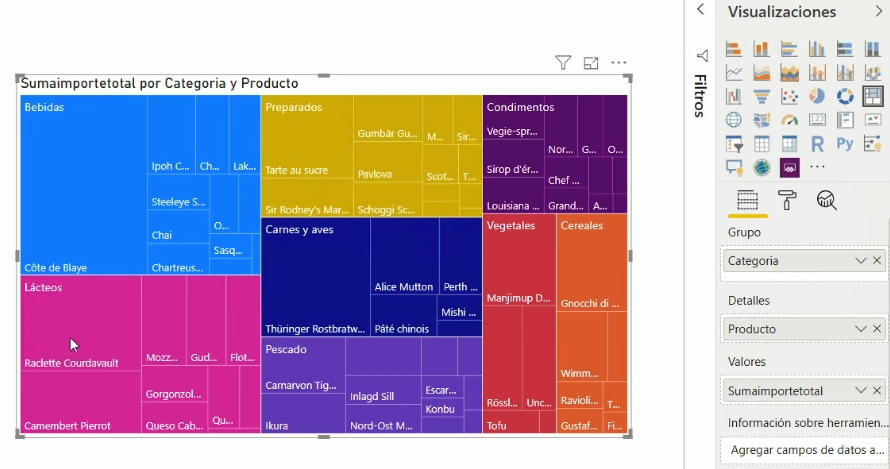 Visualizaciones
Filtros
Sumaimportetotal por Categoria y Producto
Bebidas
Ipoh C...
Ch...
Lak...
Steeleye S...
Chai
O...
Sasq...
Côte de Blaye
Chartreus...
Lácteos
Raclette Courdavault
Mozz...
Gud...
Flot...
Gorgonzol...
Camembert Pierrot
Queso Cab...
Qu...
Preparados
Tarte au sucre
Gumbär Gu...
M...
Sir...
Pavlova
Scot...
T...
Sir Rodney's Mar...
Schoggi Sc...
Carnes y aves
Thüringer Rostbratw...
Alice Mutton
Perth ...
Mishi ...
Pâté chinois
Pescado
Carnarvon Tig...
Ikura
Inlagd Sill
Nord-Ost M...
Escar...
Konbu
Condimentos
Vegie-spr...
Sirop d'ér...
Louisiana ...
Nor...
G...
O...
Chef ...
Grand...
A...
Vegetales
Manjimup D...
Rössl...
Unc...
Tofu
Cereales
Gnocchi di ...
Wimm...
Ravioli...
T...
Gustaf...
Fi...
123
R
Py
...
Grupo
Categoria
Detalles
Producto
Valores
Sumaimportetotal
Información sobre herramien...
Agregar campos de datos a...